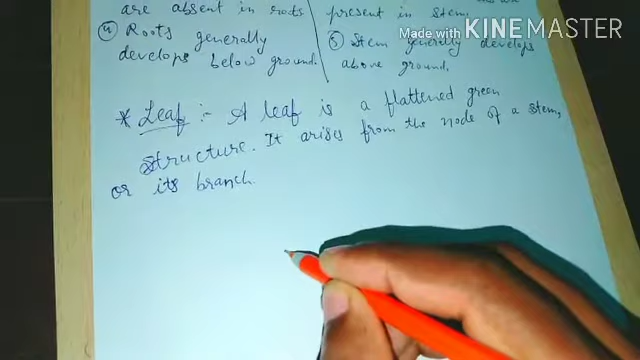 are absent in roots
present in stem
Made with KINEMASTER
④ Roots generally
develops below ground.
⑤ Stem generally develops
above ground.
* Leaf :- A leaf is a flattened green
structure. It arises from the node of a stem,
or its branch.